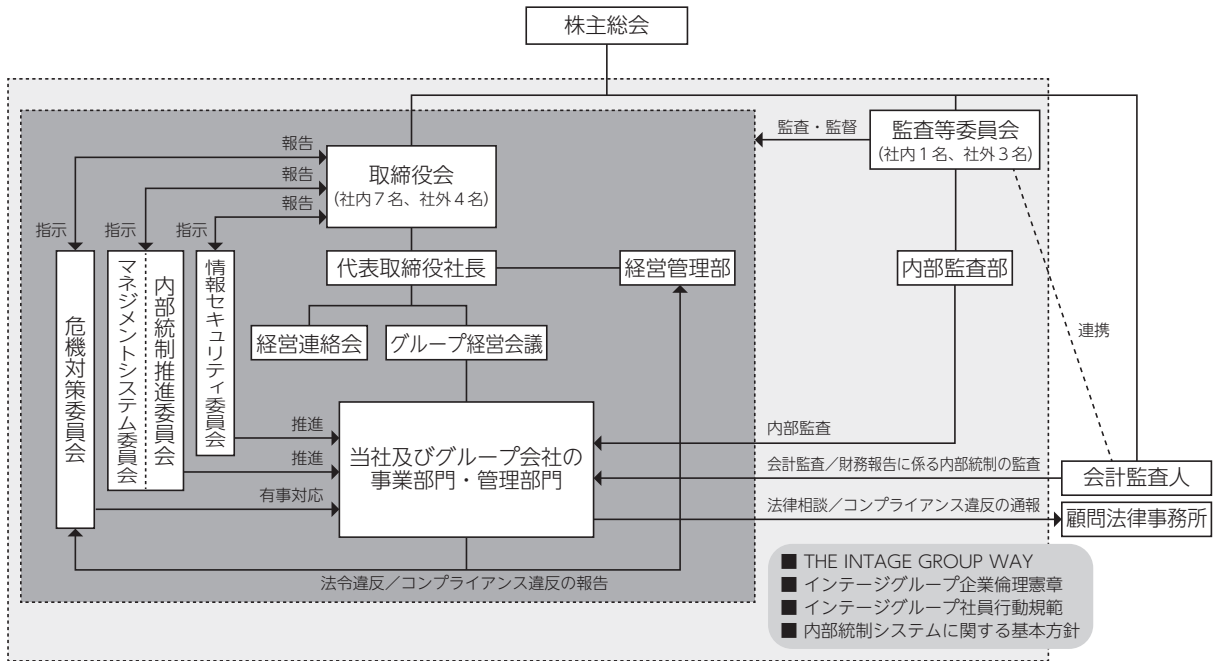 株主総会
監査・監督
監査等委員会
(社内1名、社外3名)
報告
報告
報告
取締役会
(社内7名、社外4名)
指示
指示
指示
代表取締役社長
経営管理部
内部監査部
危機対策委員会
マネジメントシステム委員会
内部統制推進委員会
情報セキュリティ委員会
経営連絡会
グループ経営会議
連携
推進
推進
有事対応
当社及びグループ会社の
事業部門・管理部門
内部監査
会計監査／財務報告に係る内部統制の監査
会計監査人
法律相談／コンプライアンス違反の通報
顧問法律事務所
法令違反／コンプライアンス違反の報告
■ THE INTAGE GROUP WAY
■ インテージグループ企業倫理憲章
■ インテージグループ社員行動規範
■ 内部統制システムに関する基本方針